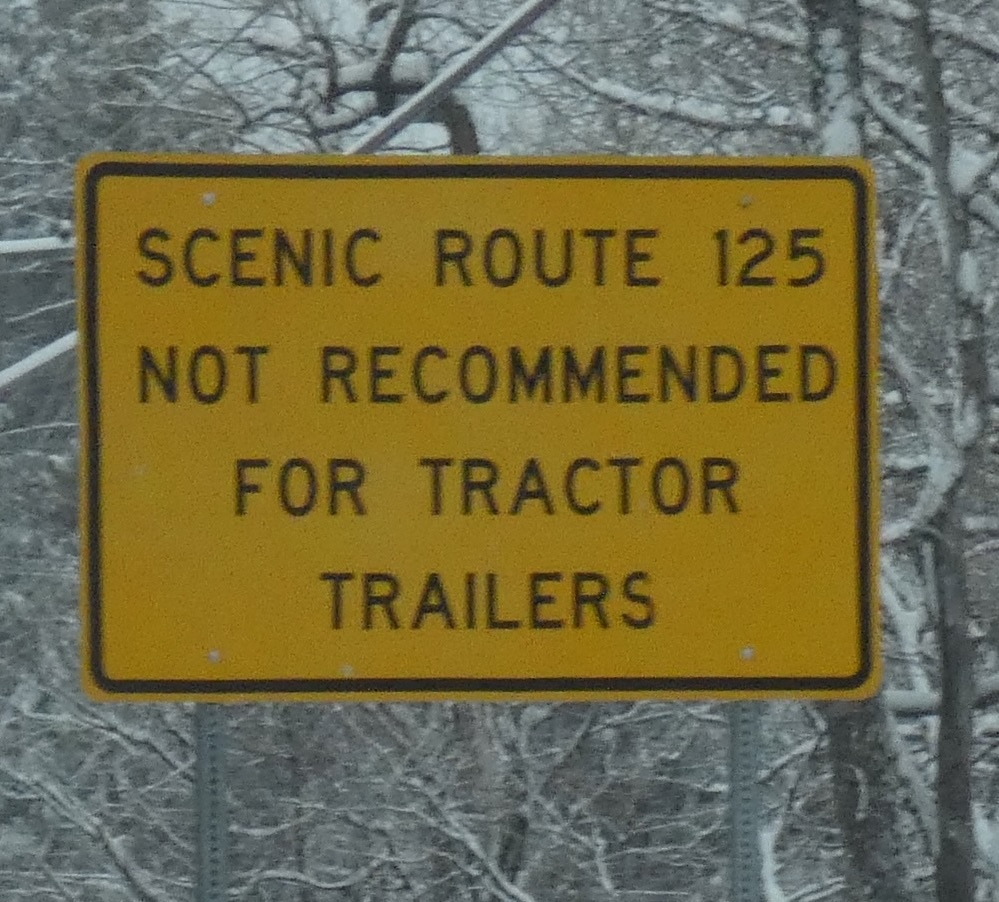 SCENIC ROUTE 125
NOT RECOMMENDED
FOR TRACTOR
TRAILERS